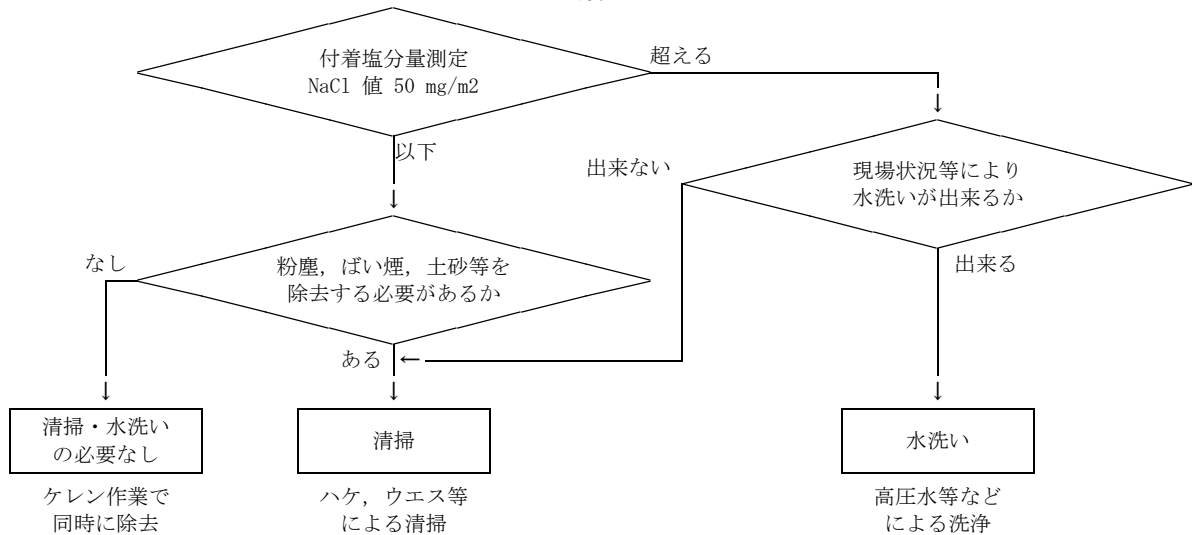 付着塩分量測定
NaCl 値 50 mg/m2
超える
以下
現場状況等により
水洗いが出来るか
出来ない
出来る
粉塵，ばい煙，土砂等を
除去する必要があるか
なし
ある
清掃・水洗い
の必要なし
清掃
水洗い
ケレン作業で
同時に除去
ハケ，ウエス等
による清掃
高圧水等など
による洗浄